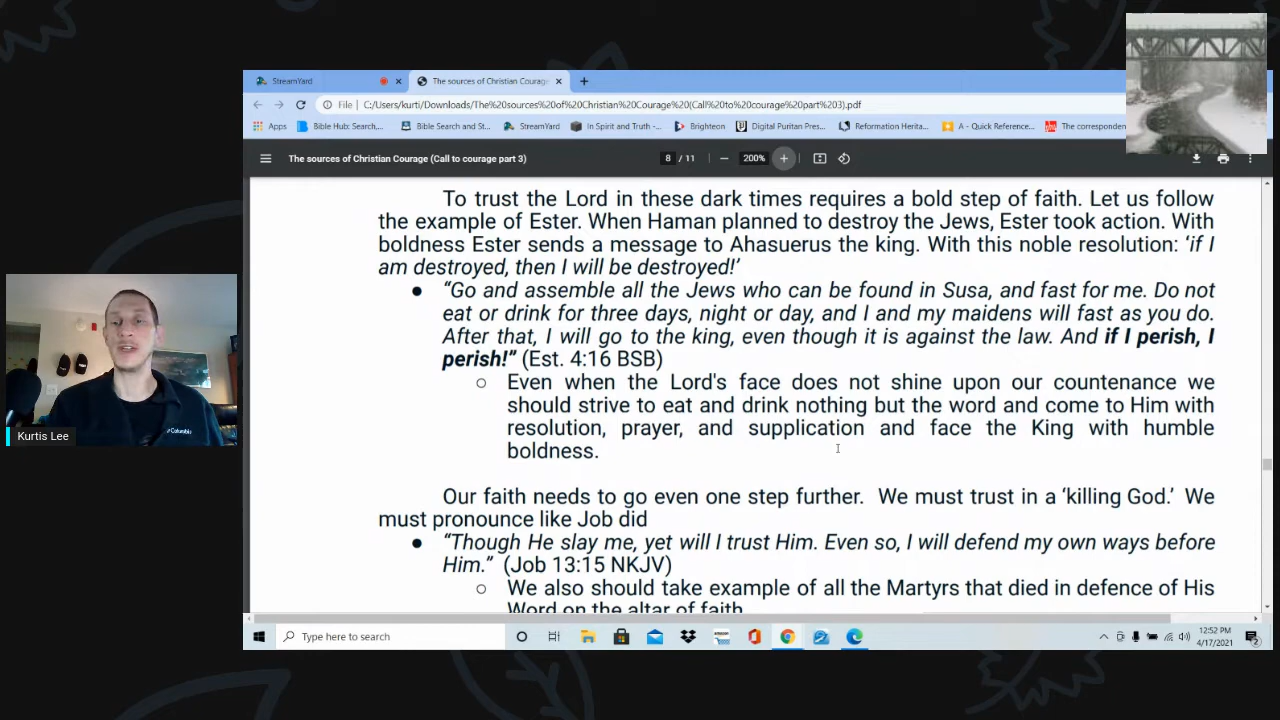 StreamYard
The sources of Christian Courage
File
C:/Users/kurti/Downloads/The%20sources%20of%20Christian%20Courage%20(Call%20to%20courage%20part%203).pdf
Apps Bible Hub: Search,... Bible Search and St... StreamYard In Spirit and Truth -... Brighteon Digital Puritan Pres... Reformation Herita... A - Quick Reference... The corresponden
The sources of Christian Courage (Call to courage part 3)
8 / 11
200%
To trust the Lord in these dark times requires a bold step of faith. Let us follow
the example of Ester. When Haman planned to destroy the Jews, Ester took action. With
boldness Ester sends a message to Ahasuerus the king. With this noble resolution: ‘if I
am destroyed, then I will be destroyed!’
● “Go and assemble all the Jews who can be found in Susa, and fast for me. Do not
eat or drink for three days, night or day, and I and my maidens will fast as you do.
After that, I will go to the king, even though it is against the law. And if I perish, I
perish!” (Est. 4:16 BSB)
○ Even when the Lord's face does not shine upon our countenance we
should strive to eat and drink nothing but the word and come to Him with
resolution, prayer, and supplication and face the King with humble
boldness.
Our faith needs to go even one step further. We must trust in a ‘killing God.’ We
must pronounce like Job did
● “Though He slay me, yet will I trust Him. Even so, I will defend my own ways before
Him.” (Job 13:15 NKJV)
○ We also should take example of all the Martyrs that died in defence of His
Word on the altar of faith
Columbia
Kurtis Lee
Type here to search
amazon
12:52 PM
4/17/2021
2